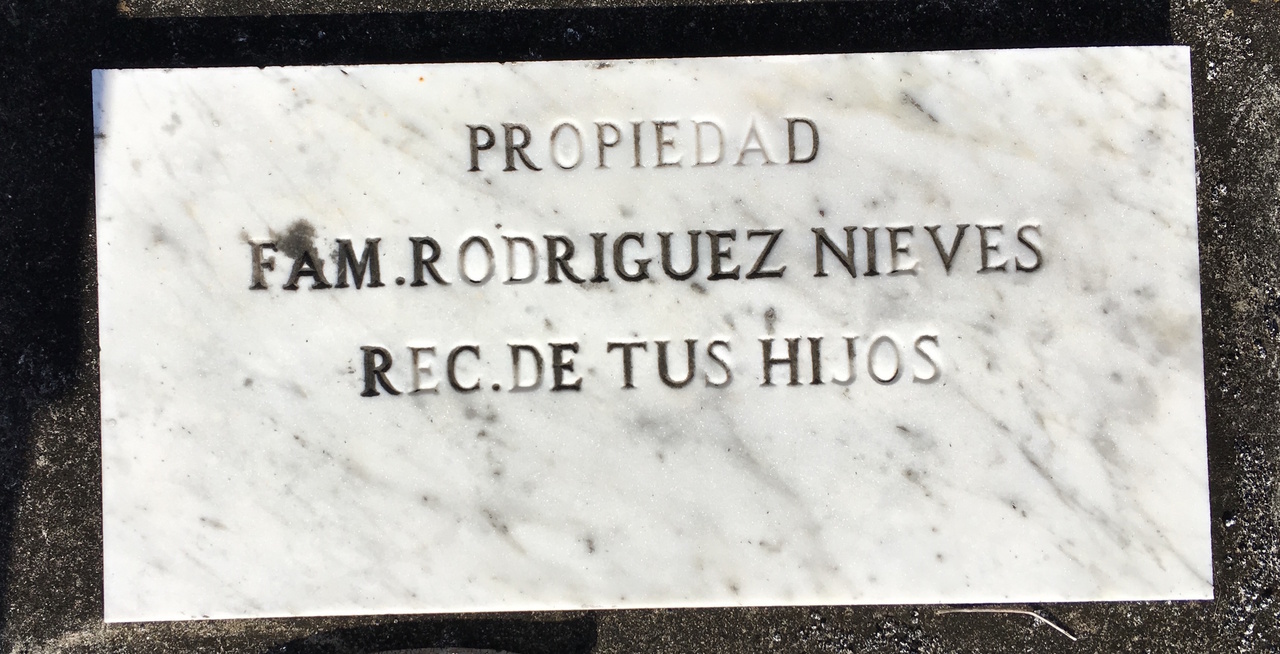 PROPIEDAD
FAM.RODRIGUEZ NIEVES
REC.DE TUS HIJOS